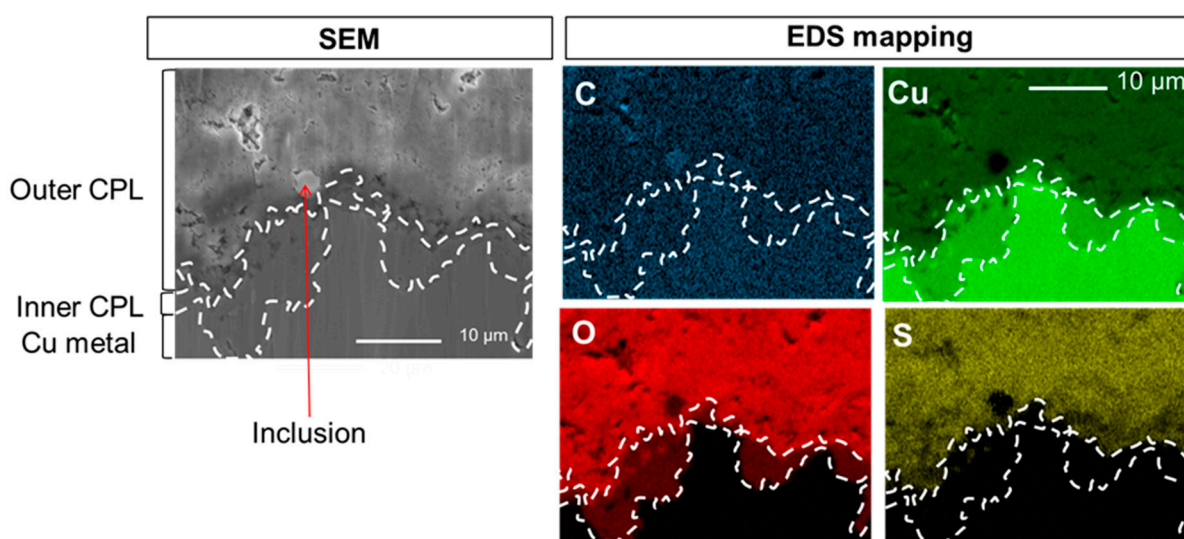 SEM
EDS mapping
Outer CPL
Inner CPL
Cu metal
10 µm
Inclusion
C
Cu
10 µm
O
S